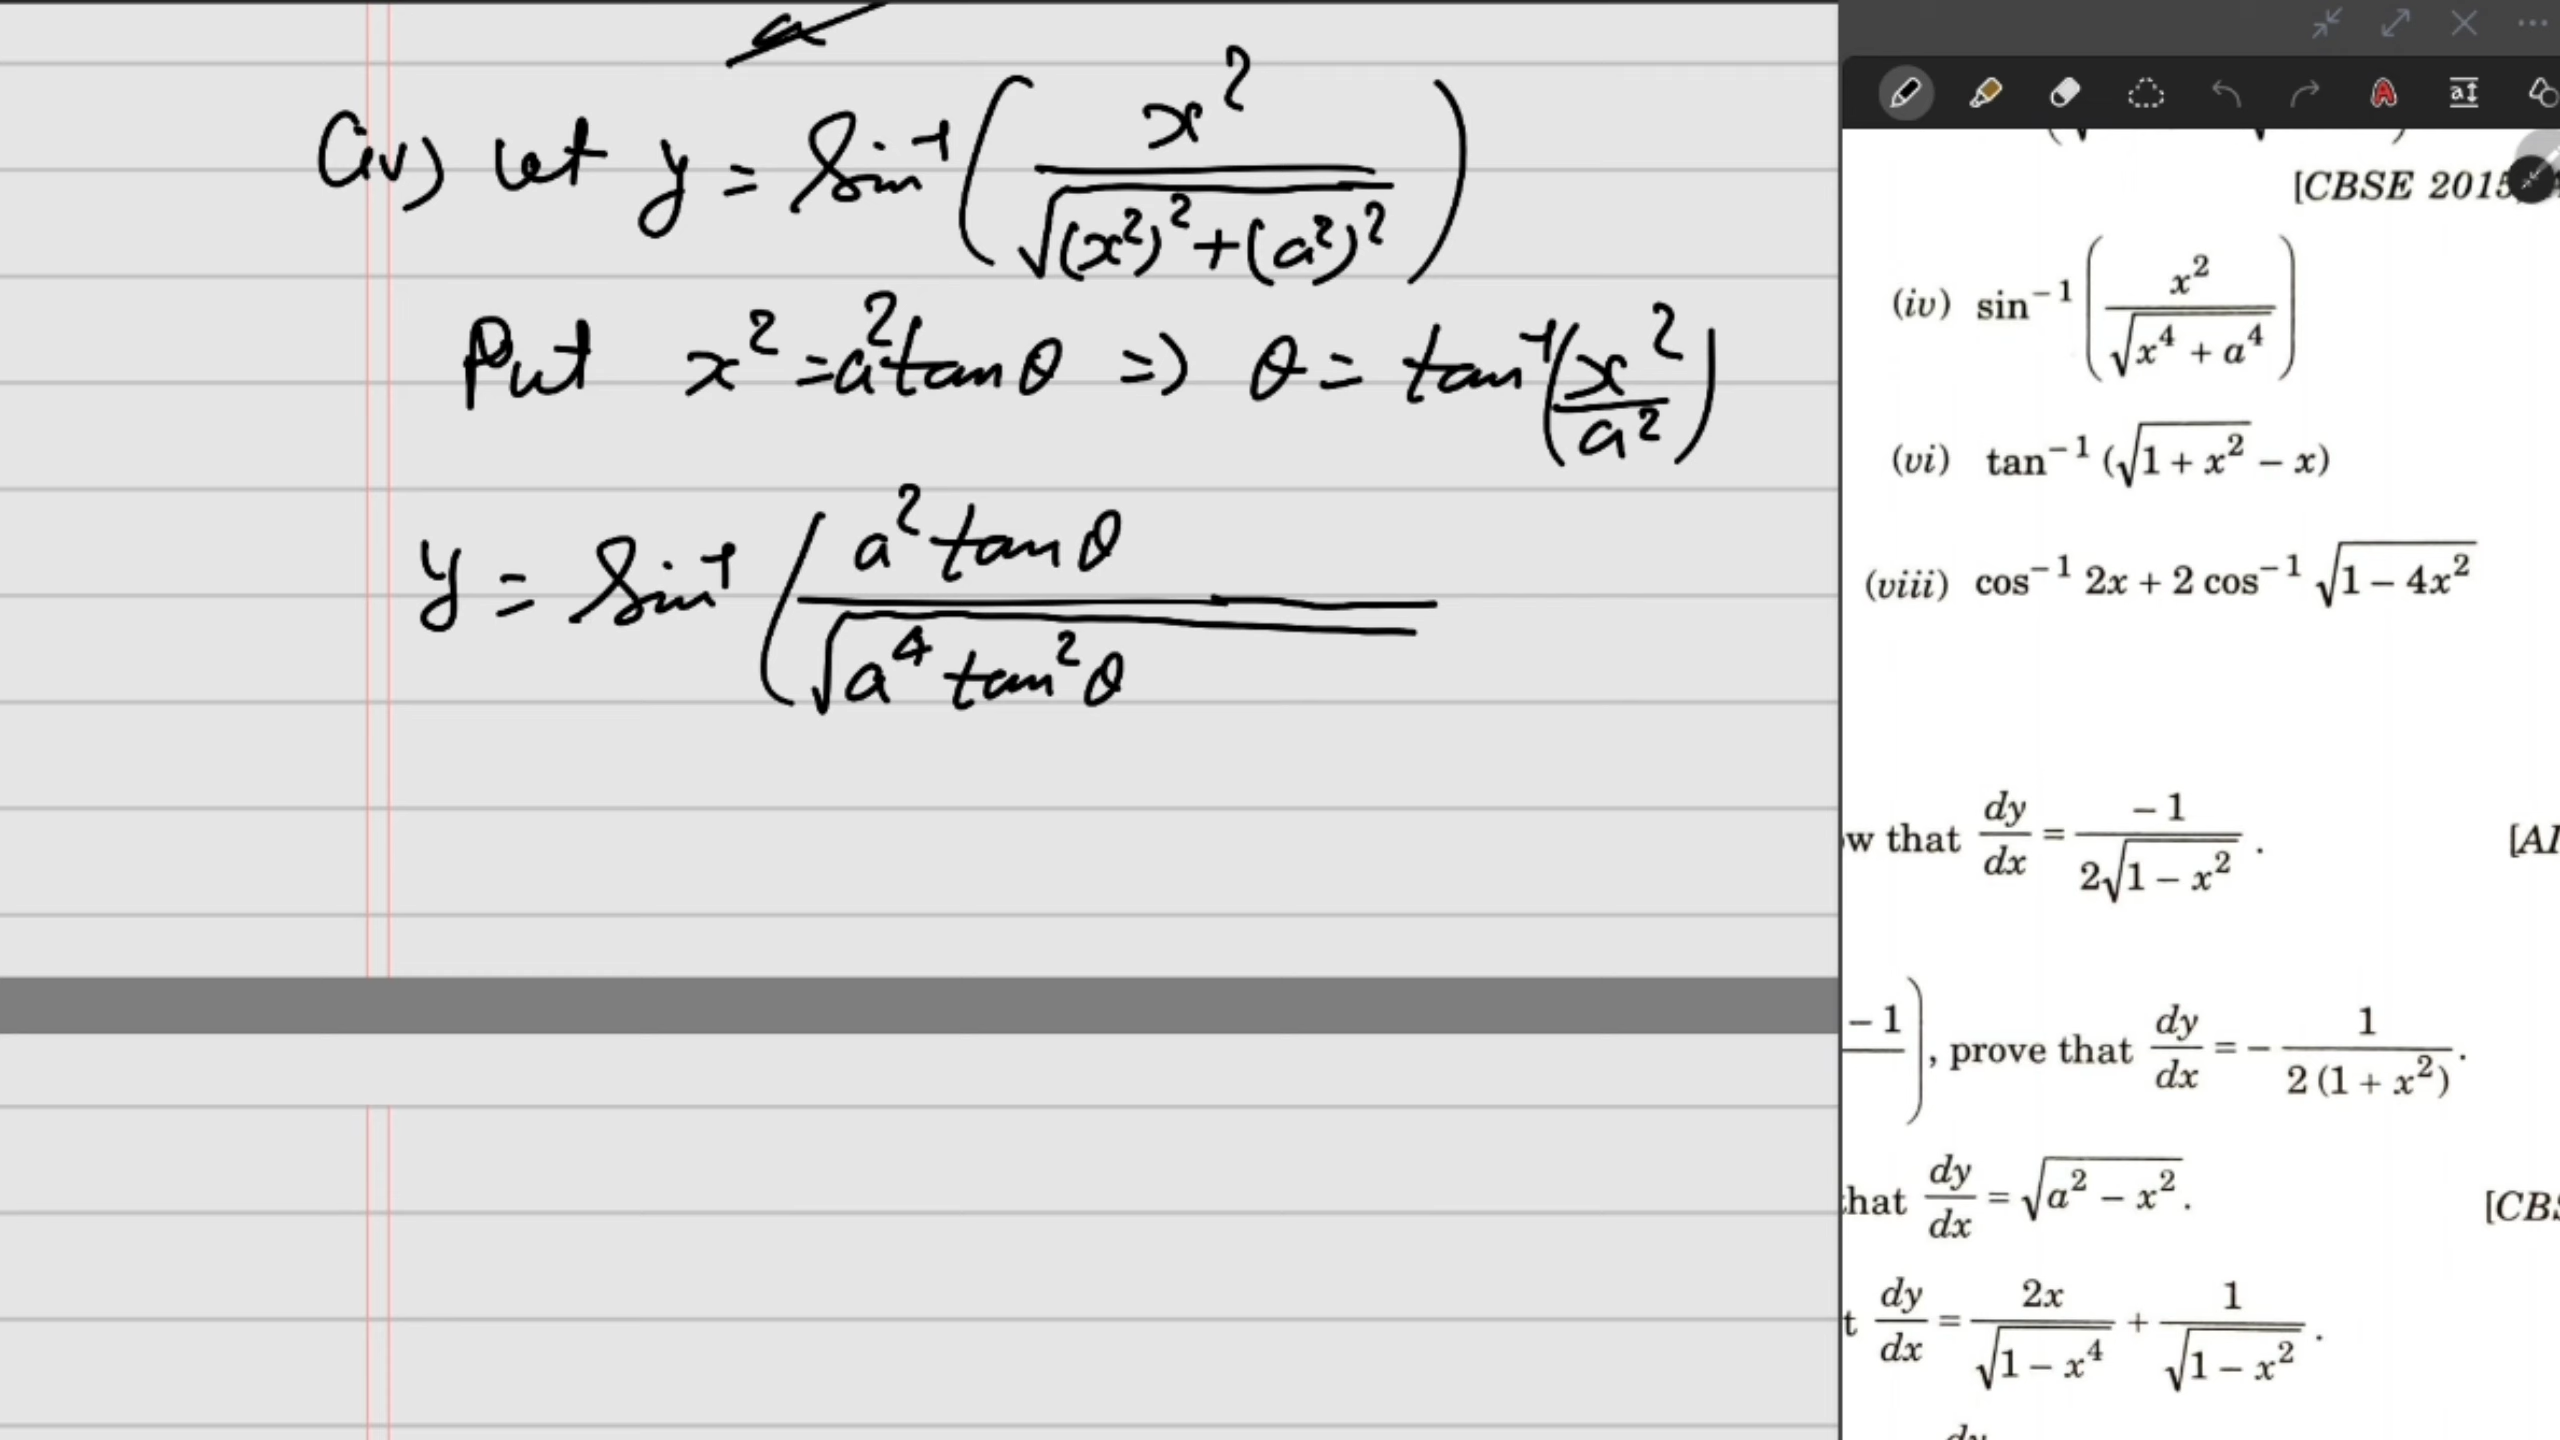 (iv) let y = Sin⁻¹ ( x² / √((x²)² + (a²)²) )
Put x² = a² tan θ => θ = tan⁻¹ ( x² / a² )
y = Sin⁻¹ ( a² tan θ / √(a⁴ tan² θ
[CBSE 2015
(iv) sin⁻¹ ( x² / √(x⁴ + a⁴) )
(vi) tan⁻¹ (√(1 + x²) − x)
(viii) cos⁻¹ 2x + 2 cos⁻¹ √(1 − 4x²)
w that dy/dx = −1 / 2√(1 − x²) . [AI
− 1 ), prove that dy/dx = − 1 / 2 (1 + x²) .
hat dy/dx = √(a² − x²) . [CBS
t dy/dx = 2x / √(1 − x⁴) + 1 / √(1 − x²) .
dy